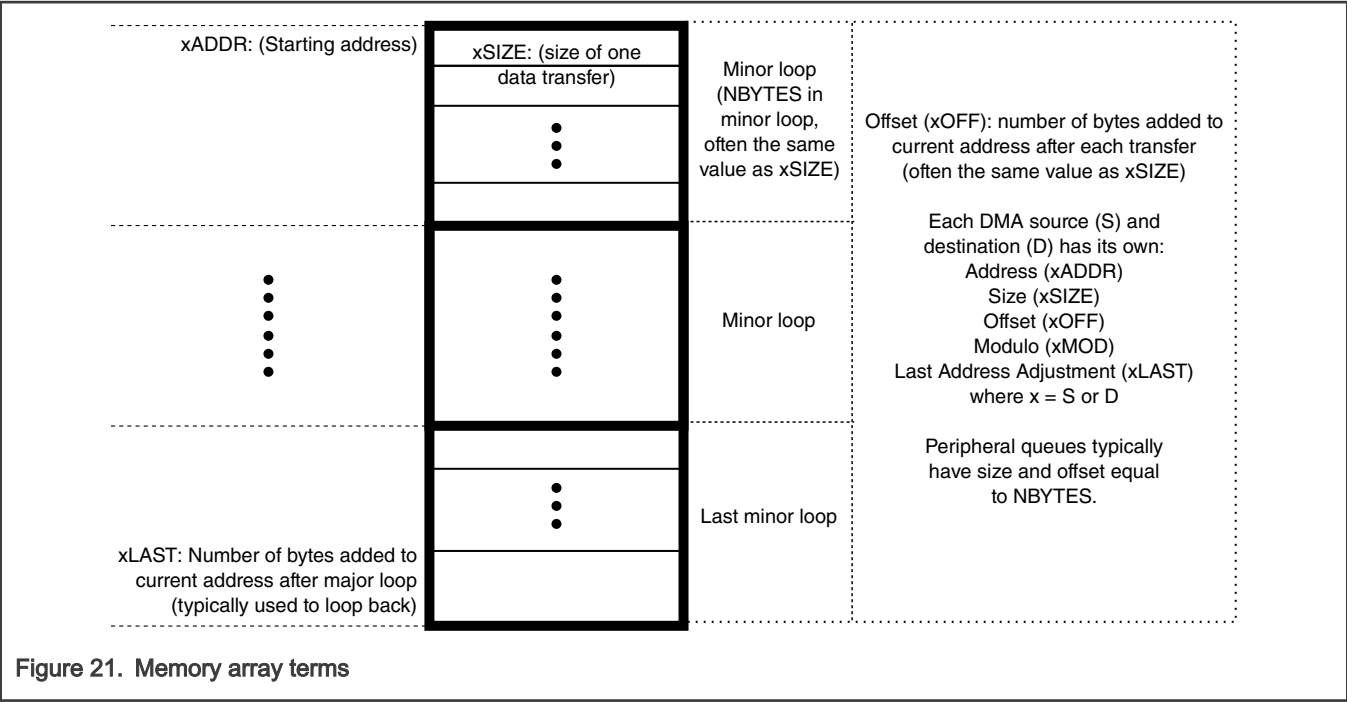 xADDR: (Starting address)
xSIZE: (size of one
data transfer)
Minor loop
(NBYTES in
minor loop,
often the same
value as xSIZE)
Offset (xOFF): number of bytes added to
current address after each transfer
(often the same value as xSIZE)
Each DMA source (S) and
destination (D) has its own:
Address (xADDR)
Size (xSIZE)
Offset (xOFF)
Modulo (xMOD)
Last Address Adjustment (xLAST)
where x = S or D
Peripheral queues typically
have size and offset equal
to NBYTES.
Minor loop
Last minor loop
xLAST: Number of bytes added to
current address after major loop
(typically used to loop back)
Figure 21. Memory array terms